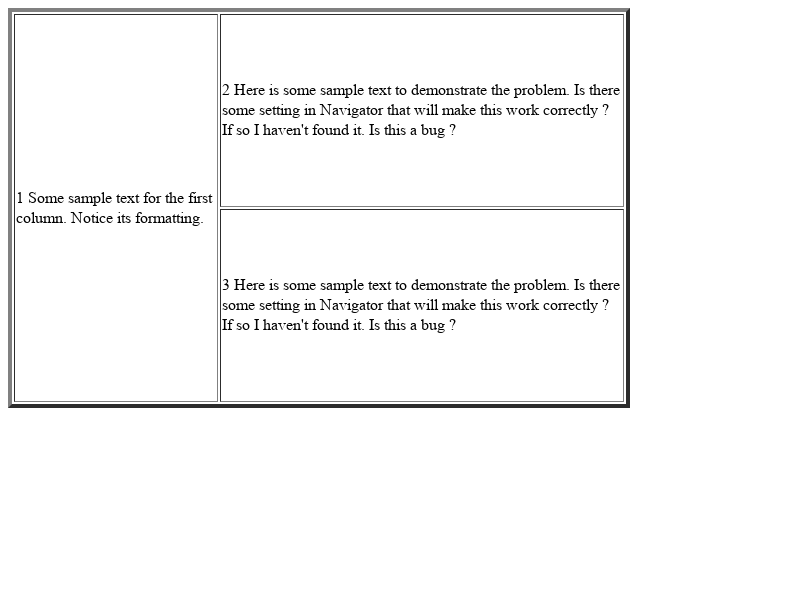 1 Some sample text for the first
column. Notice its formatting.
2 Here is some sample text to demonstrate the problem. Is there
some setting in Navigator that will make this work correctly ?
If so I haven't found it. Is this a bug ?
3 Here is some sample text to demonstrate the problem. Is there
some setting in Navigator that will make this work correctly ?
If so I haven't found it. Is this a bug ?